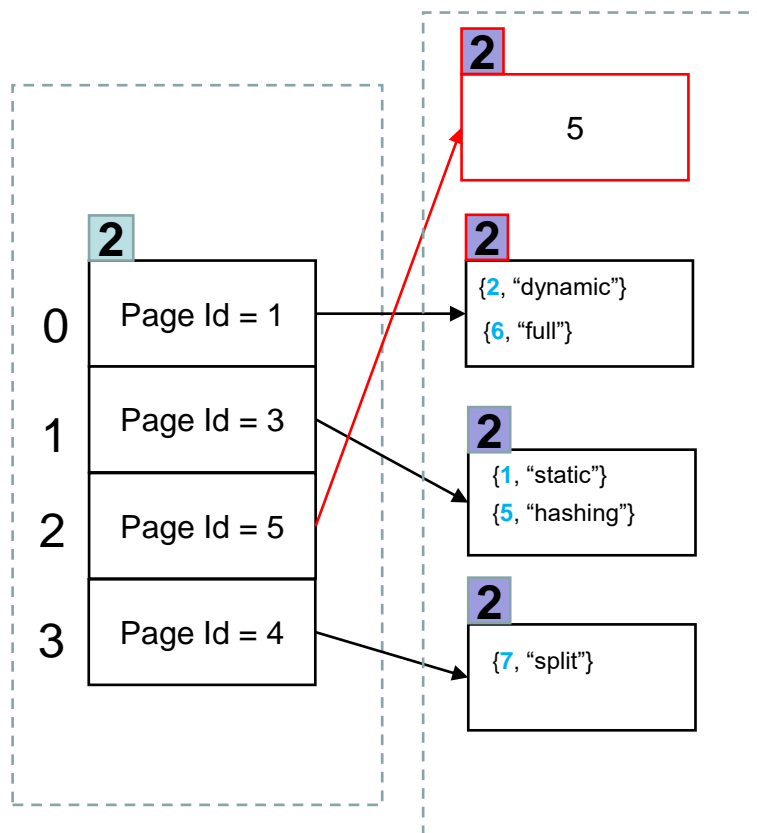 2
5
2
2
{2, “dynamic”}
{6, “full”}
0
Page Id = 1
1
Page Id = 3
2
{1, “static”}
{5, “hashing”}
2
Page Id = 5
2
{7, “split”}
3
Page Id = 4